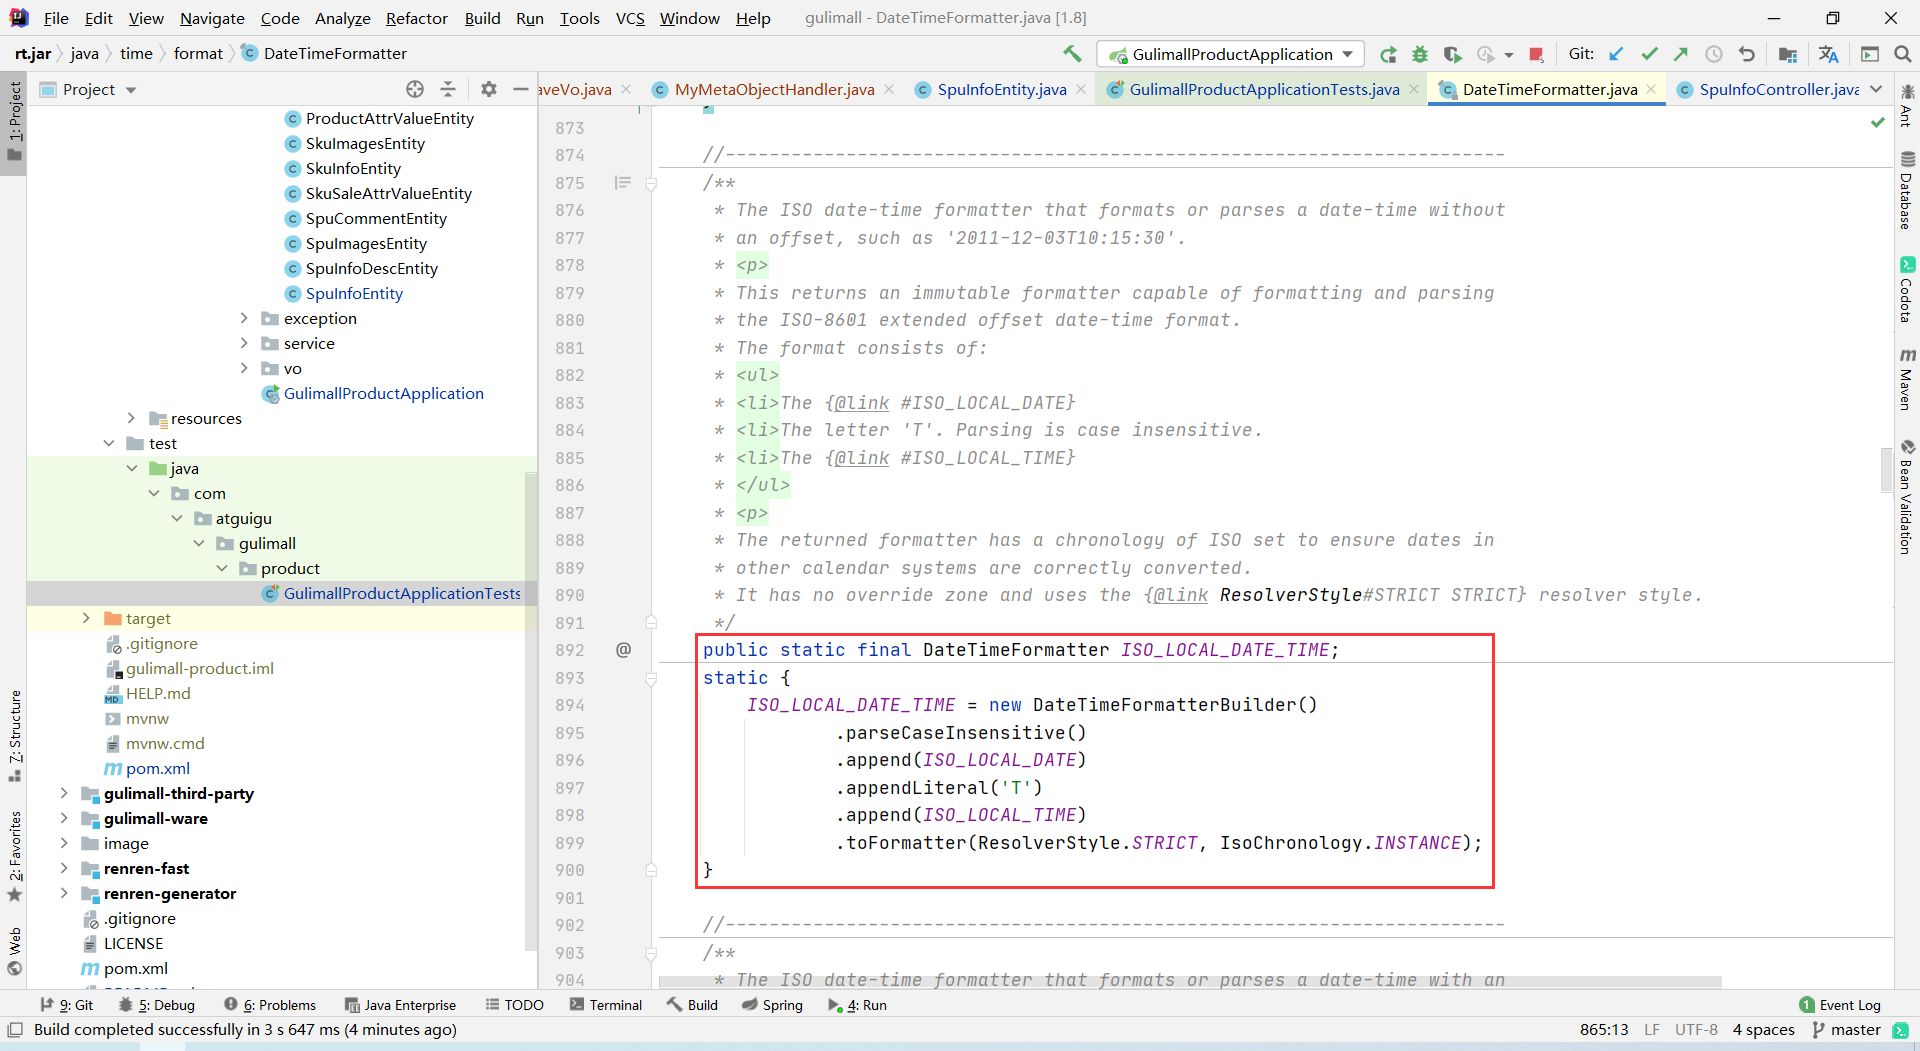 File Edit View Navigate Code Analyze Refactor Build Run Tools VCS Window Help gulimall - DateTimeFormatter.java [1.8]
rt.jar java time format DateTimeFormatter GulimallProductApplication Git:
Project
aveVo.java MyMetaObjectHandler.java SpuInfoEntity.java GulimallProductApplicationTests.java DateTimeFormatter.java SpuInfoController.java
1: Project
7: Structure
2: Favorites
Web
ProductAttrValueEntity
SkuImagesEntity
SkuInfoEntity
SkuSaleAttrValueEntity
SpuCommentEntity
SpuImagesEntity
SpuInfoDescEntity
SpuInfoEntity
exception
service
vo
GulimallProductApplication
resources
test
java
com
atguigu
gulimall
product
GulimallProductApplicationTests
target
.gitignore
gulimall-product.iml
HELP.md
mvnw
mvnw.cmd
pom.xml
gulimall-third-party
gulimall-ware
image
renren-fast
renren-generator
.gitignore
LICENSE
pom.xml
873
874 //-----------------------------------------------------------------------
875 /**
876 * The ISO date-time formatter that formats or parses a date-time without
877 * an offset, such as '2011-12-03T10:15:30'.
878 * <p>
879 * This returns an immutable formatter capable of formatting and parsing
880 * the ISO-8601 extended offset date-time format.
881 * The format consists of:
882 * <ul>
883 * <li>The {@link #ISO_LOCAL_DATE}
884 * <li>The letter 'T'. Parsing is case insensitive.
885 * <li>The {@link #ISO_LOCAL_TIME}
886 * </ul>
887 * <p>
888 * The returned formatter has a chronology of ISO set to ensure dates in
889 * other calendar systems are correctly converted.
890 * It has no override zone and uses the {@link ResolverStyle#STRICT STRICT} resolver style.
891 */
892 @ public static final DateTimeFormatter ISO_LOCAL_DATE_TIME;
893 static {
894 ISO_LOCAL_DATE_TIME = new DateTimeFormatterBuilder()
895 .parseCaseInsensitive()
896 .append(ISO_LOCAL_DATE)
897 .appendLiteral('T')
898 .append(ISO_LOCAL_TIME)
899 .toFormatter(ResolverStyle.STRICT, IsoChronology.INSTANCE);
900 }
901
902 //-----------------------------------------------------------------------
903 /**
904 * The ISO date-time formatter that formats or parses a date-time with an
Ant
Database
Codota
Maven
Bean Validation
9: Git 5: Debug 6: Problems Java Enterprise TODO Terminal Build Spring 4: Run 1 Event Log
Build completed successfully in 3 s 647 ms (4 minutes ago) 865:13 LF UTF-8 4 spaces master